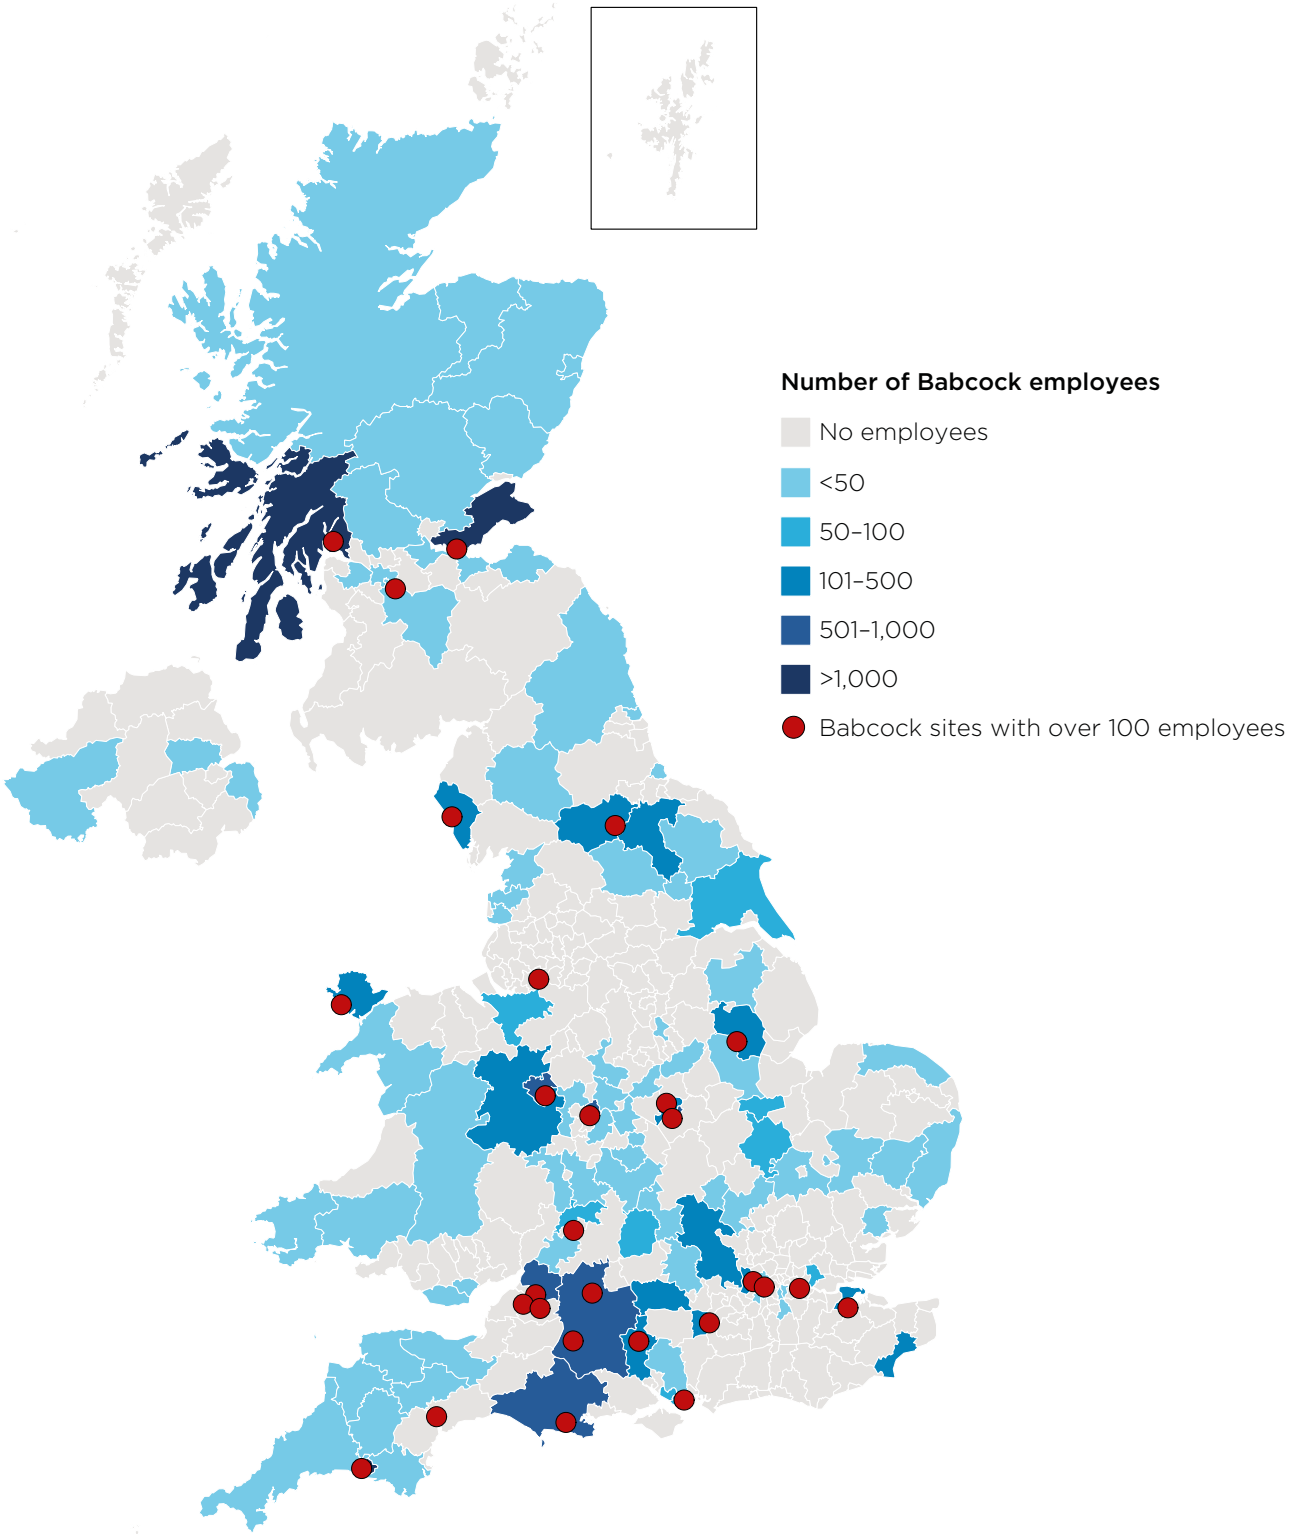 Number of Babcock employees
No employees
<50
50–100
101–500
501–1,000
>1,000
Babcock sites with over 100 employees